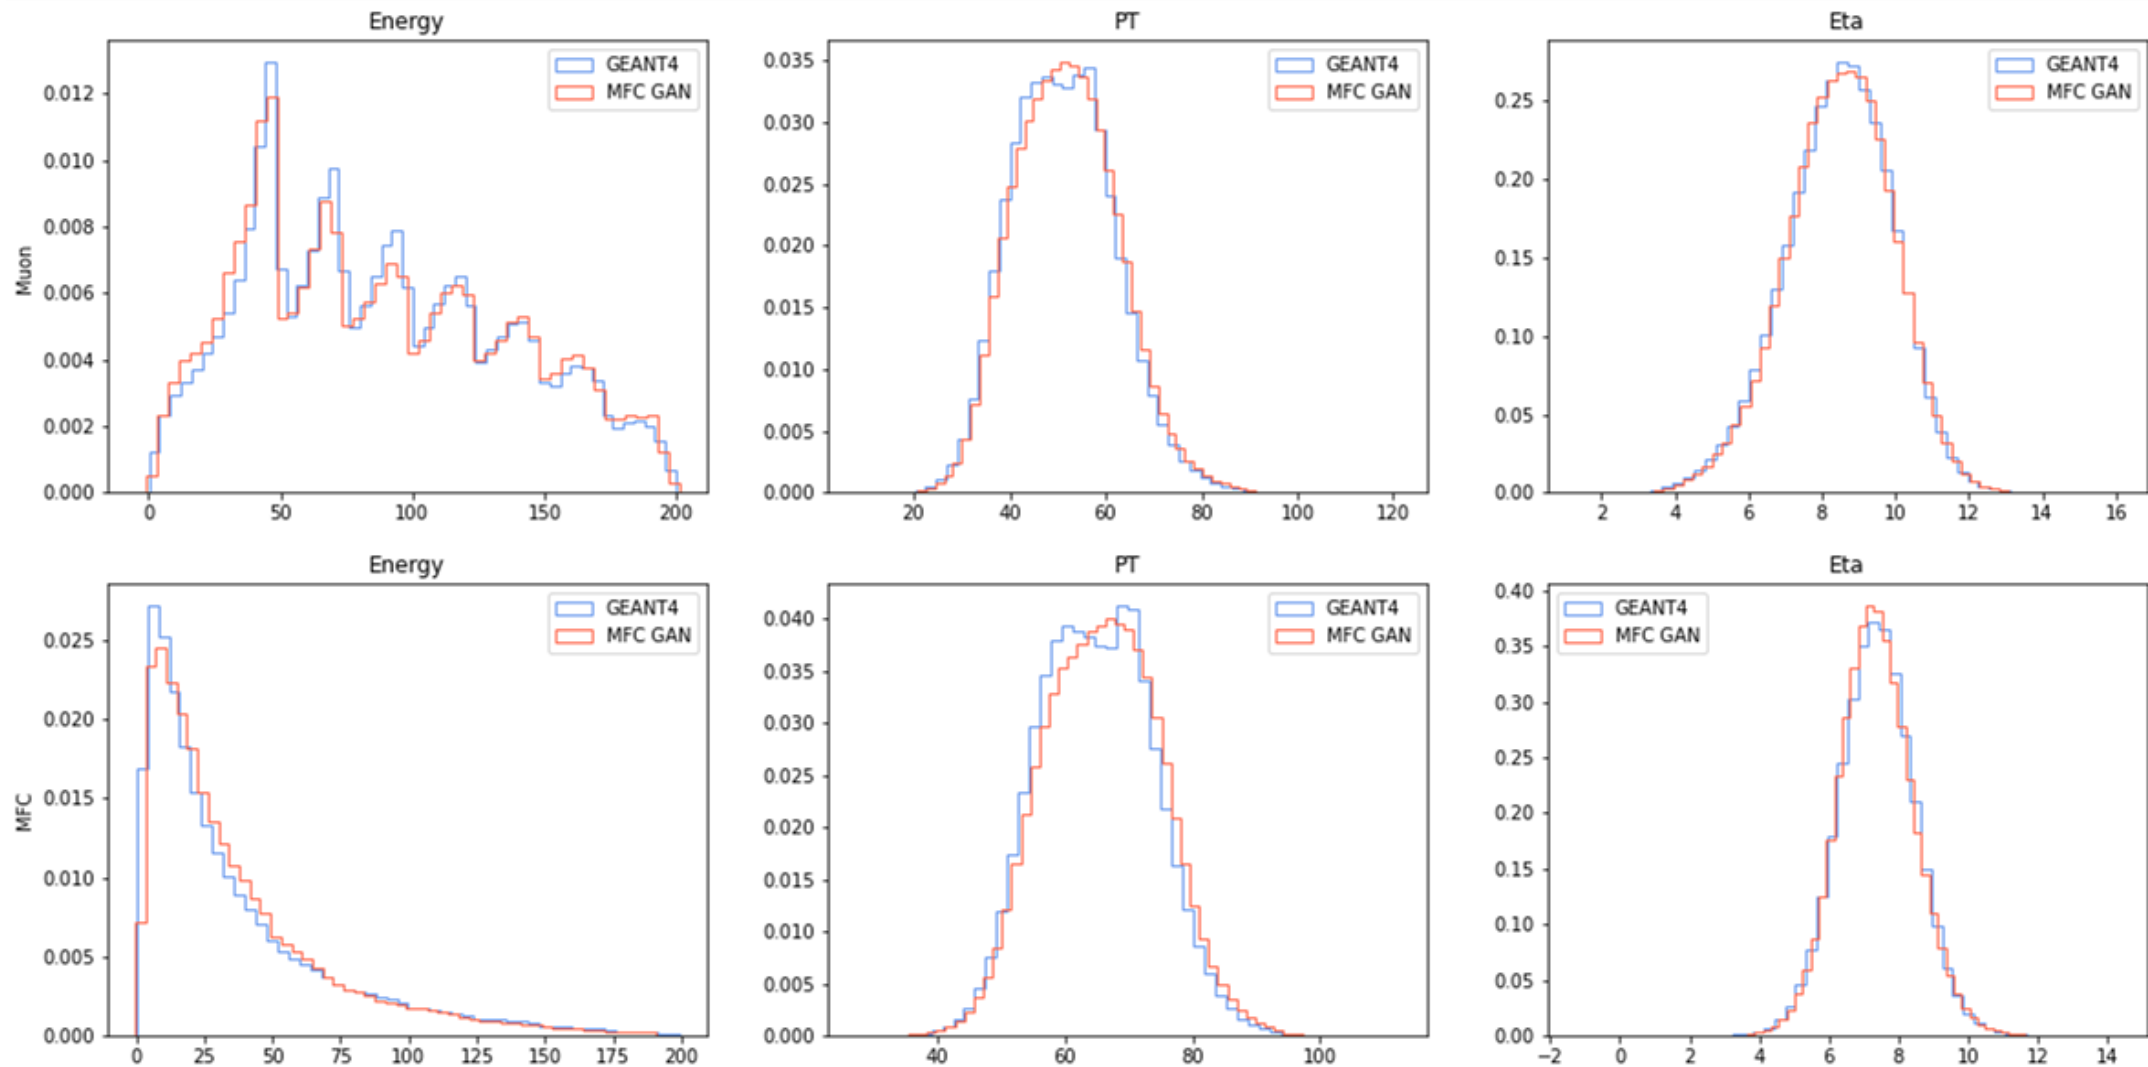 Energy
GEANT4
MFC GAN
0.012
0.010
0.008
0.006
0.004
0.002
0.000
Muon
0 50 100 150 200
PT
GEANT4
MFC GAN
0.035
0.030
0.025
0.020
0.015
0.010
0.005
0.000
20 40 60 80 100 120
Eta
GEANT4
MFC GAN
0.25
0.20
0.15
0.10
0.05
0.00
2 4 6 8 10 12 14 16
Energy
GEANT4
MFC GAN
0.025
0.020
0.015
0.010
0.005
0.000
MFC
0 25 50 75 100 125 150 175 200
PT
GEANT4
MFC GAN
0.040
0.035
0.030
0.025
0.020
0.015
0.010
0.005
0.000
40 60 80 100
Eta
GEANT4
MFC GAN
0.40
0.35
0.30
0.25
0.20
0.15
0.10
0.05
0.00
−2 0 2 4 6 8 10 12 14